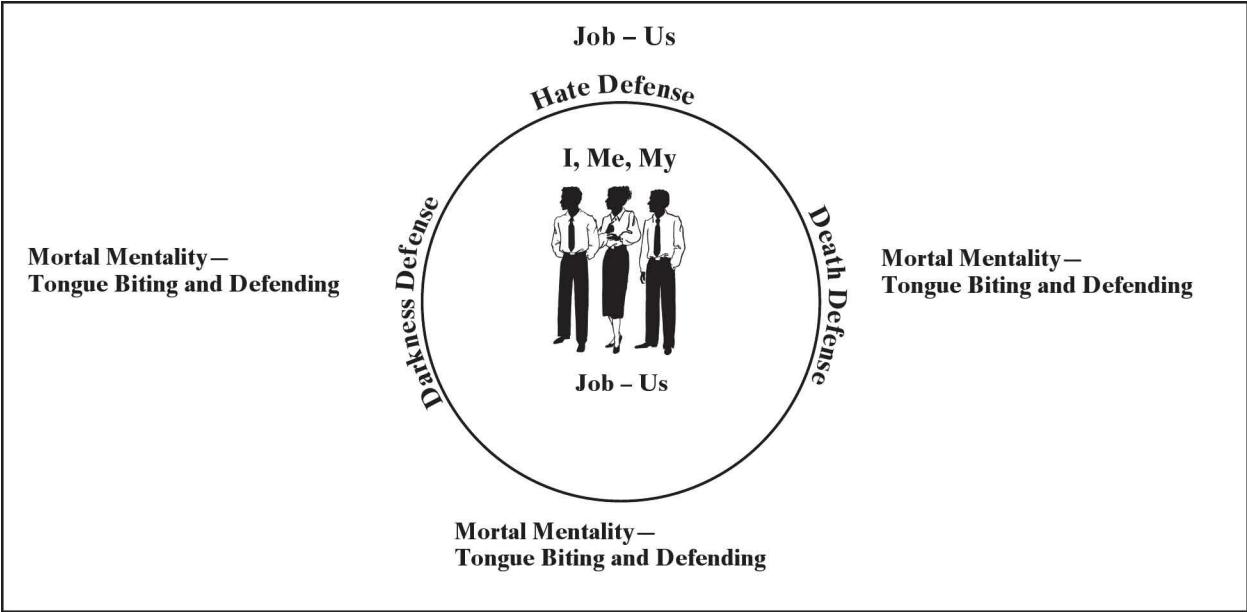 Job – Us
Hate Defense
I, Me, My
Darkness Defense
Death Defense
Mortal Mentality—
Tongue Biting and Defending
Mortal Mentality—
Tongue Biting and Defending
Job – Us
Mortal Mentality—
Tongue Biting and Defending